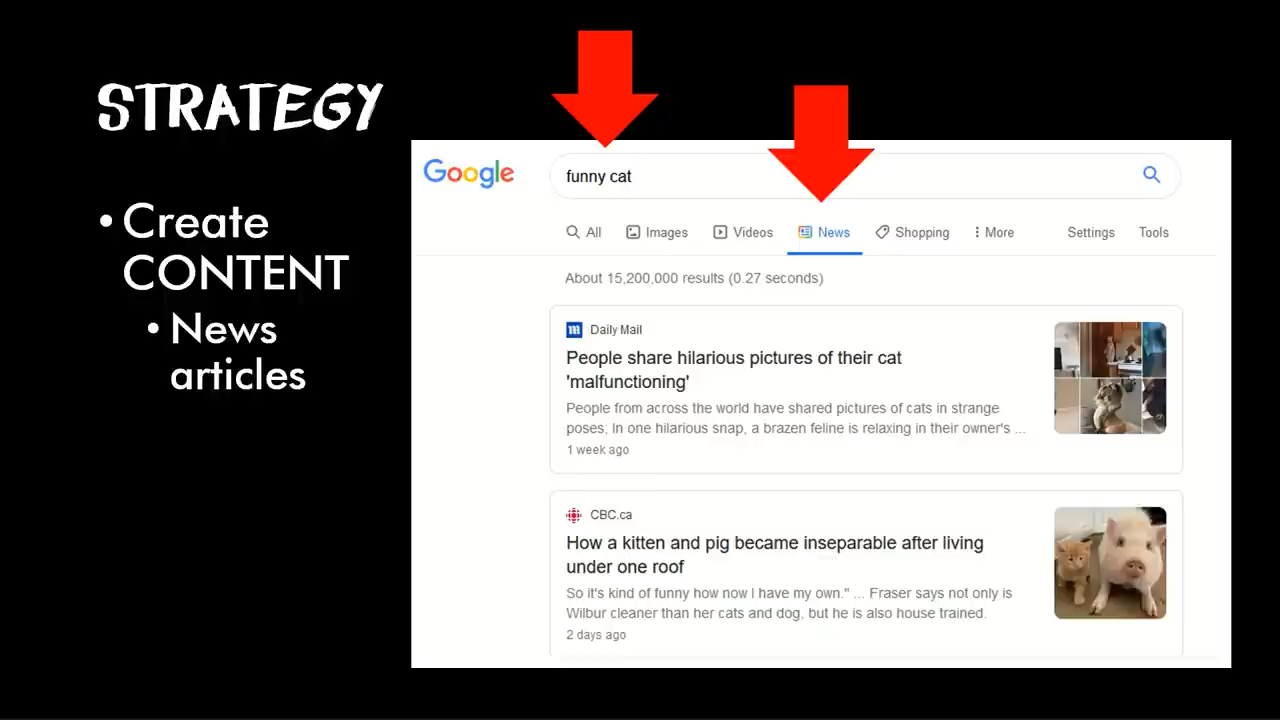 STRATEGY
• Create
CONTENT
• News
articles
Google
funny cat
All Images Videos News Shopping More Settings Tools
About 15,200,000 results (0.27 seconds)
m Daily Mail
People share hilarious pictures of their cat
'malfunctioning'
People from across the world have shared pictures of cats in strange
poses; In one hilarious snap, a brazen feline is relaxing in their owner's ...
1 week ago
CBC.ca
How a kitten and pig became inseparable after living
under one roof
So it's kind of funny how now I have my own." ... Fraser says not only is
Wilbur cleaner than her cats and dog, but he is also house trained.
2 days ago